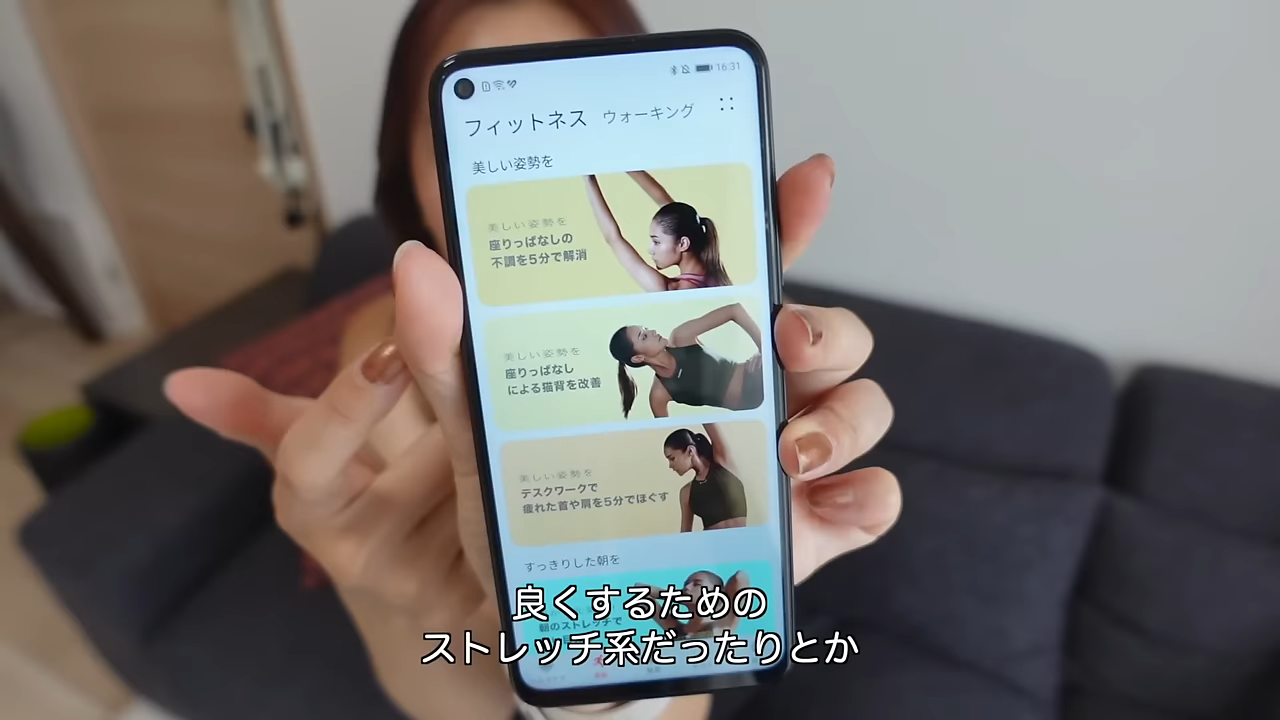 16:31
フィットネス ウォーキング
美しい姿勢を
美しい姿勢を
座りっぱなしの
不調を5分で解消
美しい姿勢を
座りっぱなし
による猫背を改善
美しい姿勢を
デスクワークで
疲れた首や肩を5分でほぐす
すっきりした朝を
朝のストレッチで
良くするための
ストレッチ系だったりとか